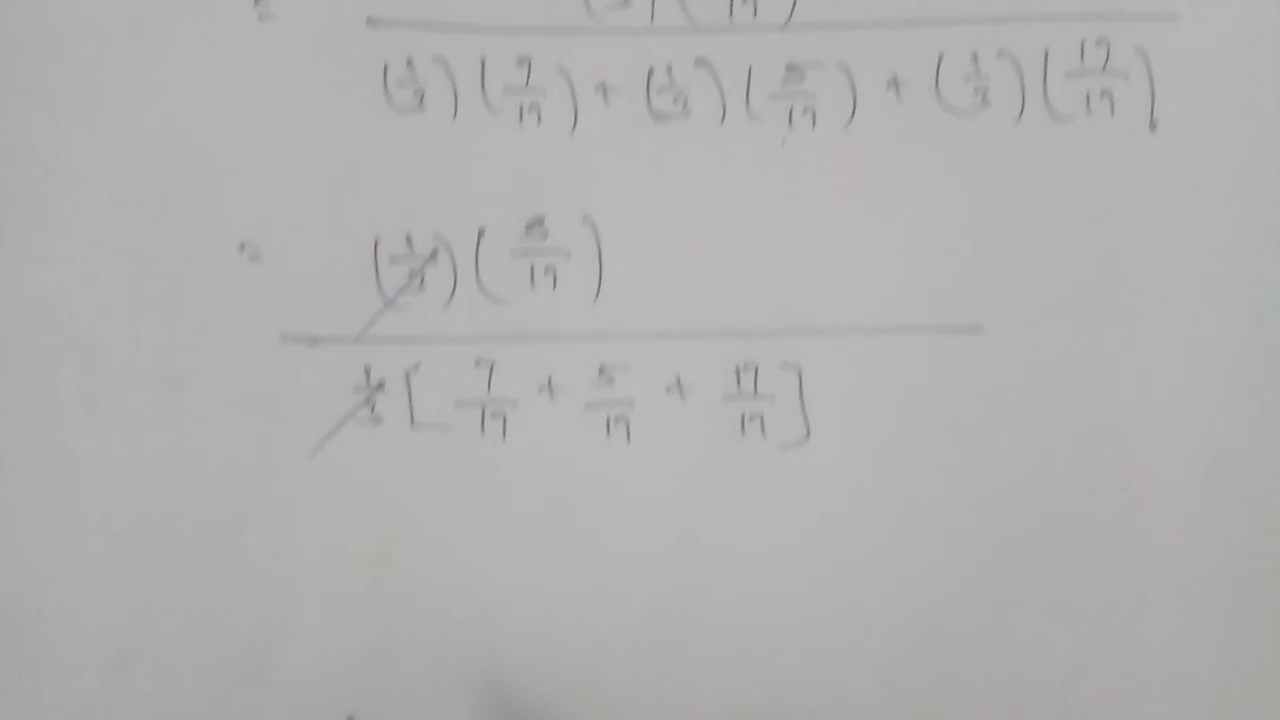 (1/3)(7/17) + (1/3)(5/17) + (1/3)(17/17)
= (1/3)(5/17)
1/3 [7/17 + 5/17 + 17/17]